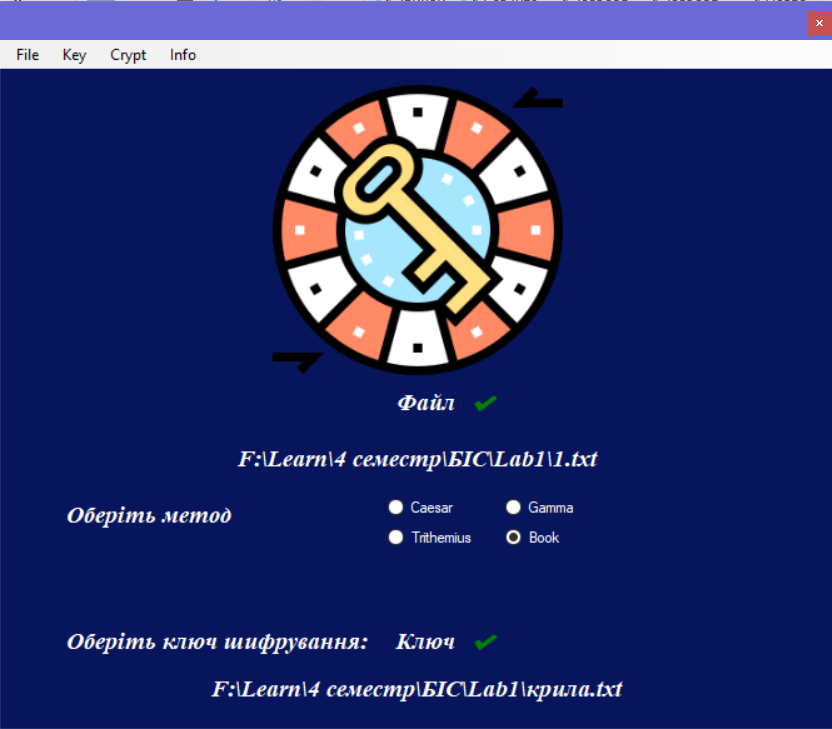 File Key Crypt Info
Файл
F:\Learn\4 семестр\БІС\Lab1\1.txt
Оберіть метод
Caesar Gamma
Trithemius Book
Оберіть ключ шифрування: Ключ
F:\Learn\4 семестр\БІС\Lab1\крила.txt